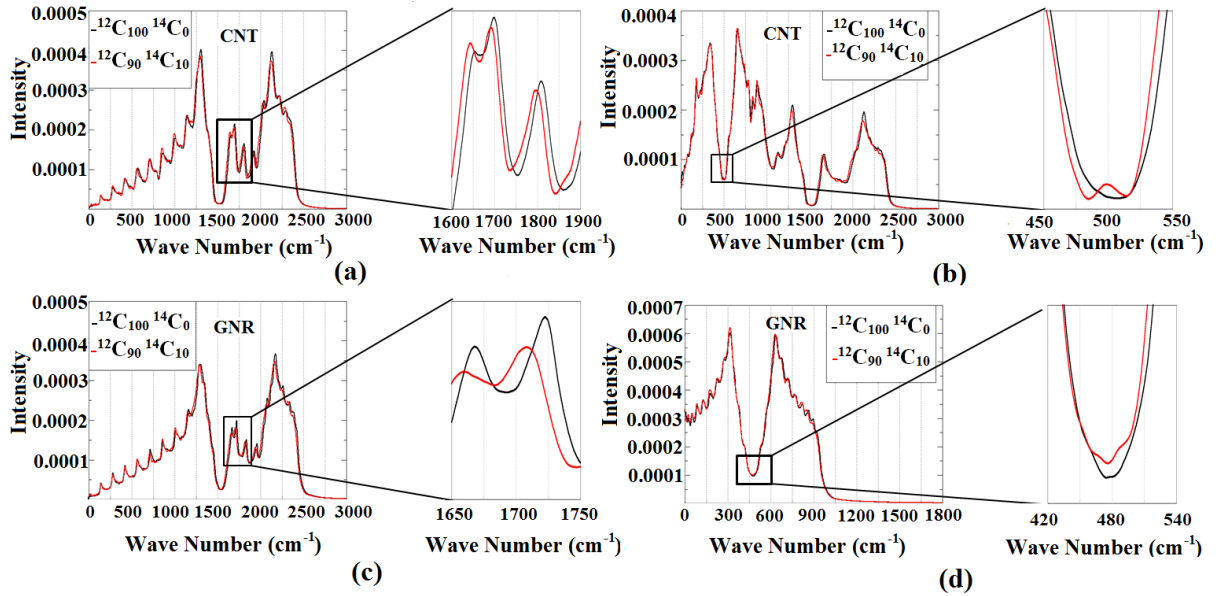 0.0005
0.0004
0.0003
0.0002
0.0001
Intensity
-¹²C₁₀₀ ¹⁴C₀
-¹²C₉₀ ¹⁴C₁₀
CNT
0 500 1000 1500 2000 2500 3000
Wave Number (cm⁻¹)
1600 1700 1800 1900
Wave Number (cm⁻¹)
(a)
0.0004
0.0003
0.0002
0.0001
Intensity
CNT
-¹²C₁₀₀ ¹⁴C₀
-¹²C₉₀ ¹⁴C₁₀
0 500 1000 1500 2000 2500 3000
Wave Number (cm⁻¹)
450 500 550
Wave Number (cm⁻¹)
(b)
0.0005
0.0004
0.0003
0.0002
0.0001
Intensity
-¹²C₁₀₀ ¹⁴C₀
-¹²C₉₀ ¹⁴C₁₀
GNR
0 500 1000 1500 2000 2500 3000
Wave Number (cm⁻¹)
1650 1700 1750
Wave Number (cm⁻¹)
(c)
0.0007
0.0006
0.0005
0.0004
0.0003
0.0002
0.0001
Intensity
GNR
-¹²C₁₀₀ ¹⁴C₀
-¹²C₉₀ ¹⁴C₁₀
0 300 600 900 1200 1500 1800
Wave Number (cm⁻¹)
420 480 540
Wave Number (cm⁻¹)
(d)